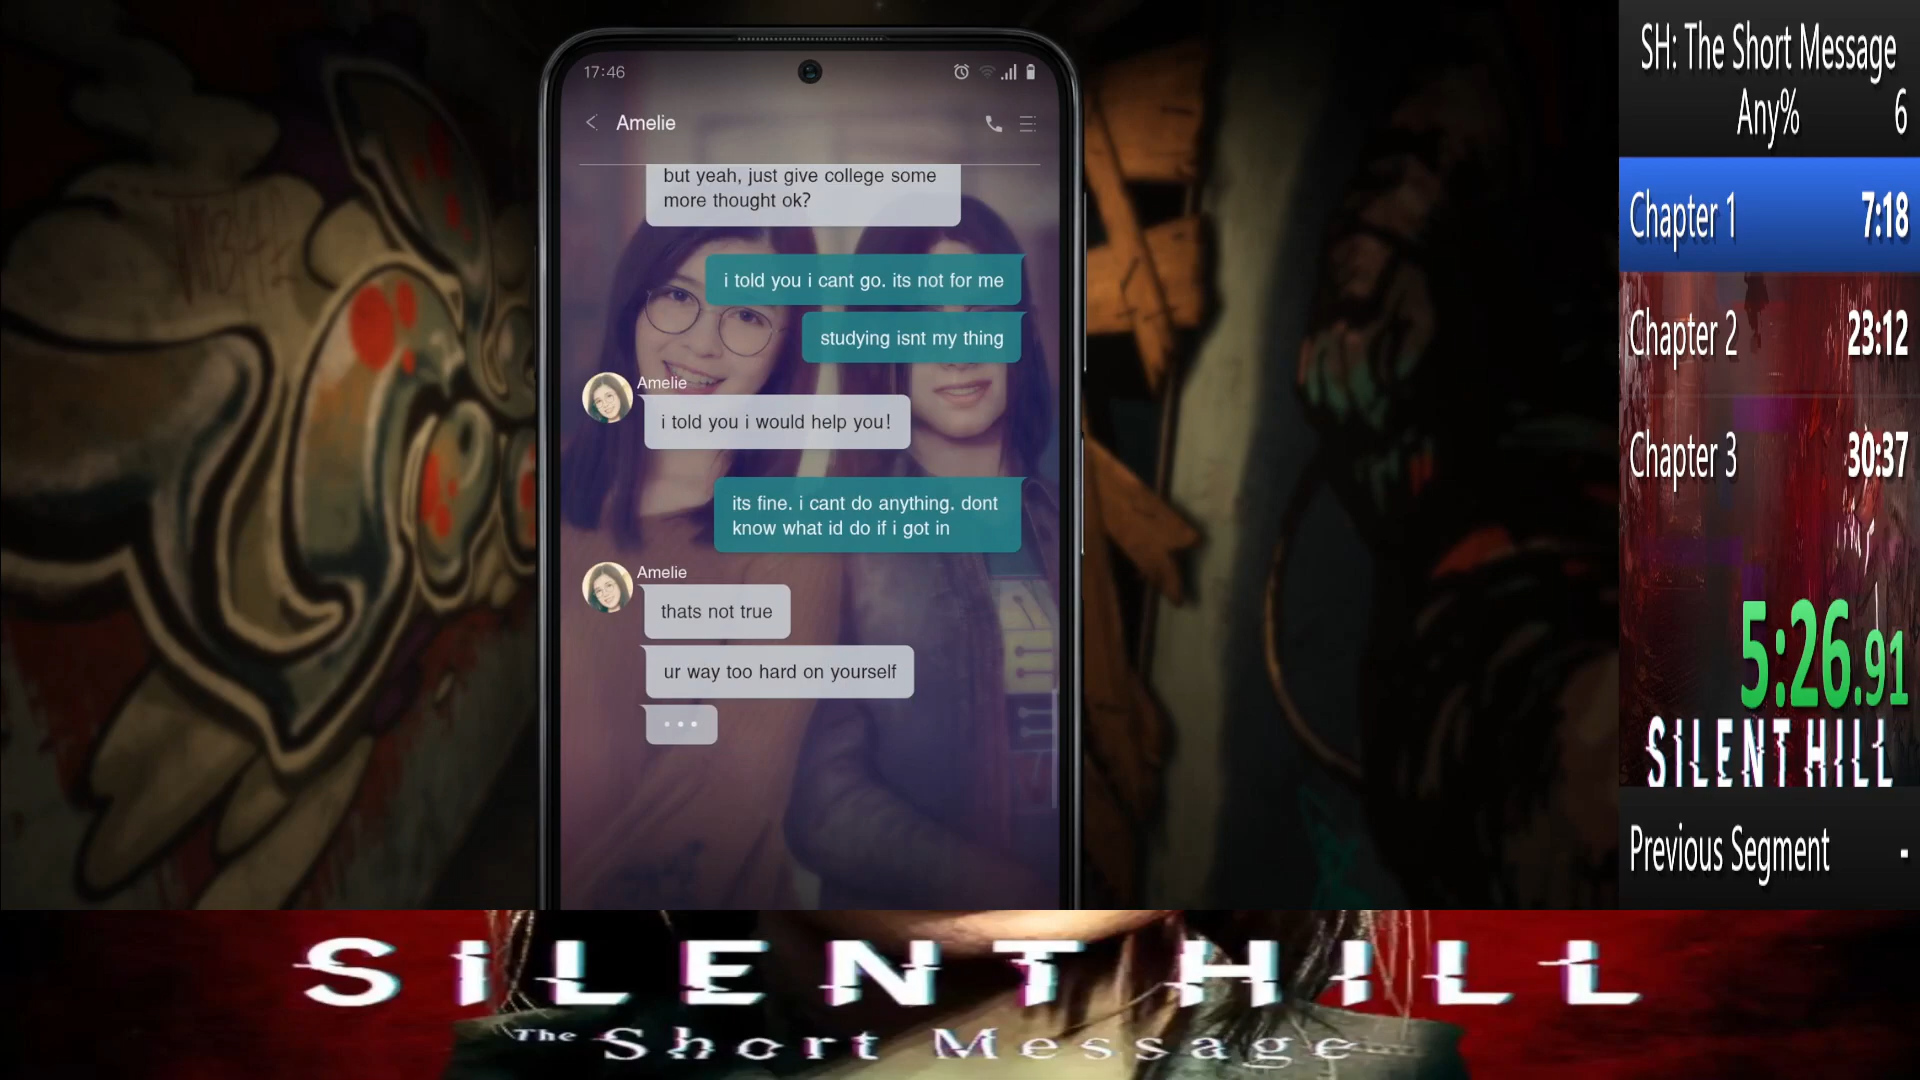 17:46
Amelie
but yeah, just give college some
more thought ok?
i told you i cant go. its not for me
studying isnt my thing
Amelie
i told you i would help you!
its fine. i cant do anything. dont
know what id do if i got in
Amelie
thats not true
ur way too hard on yourself
...
SH: The Short Message
Any% 6
Chapter 1 7:18
Chapter 2 23:12
Chapter 3 30:37
5:26.91
SILENT HILL
Previous Segment -
SILENT HILL
The Short Message